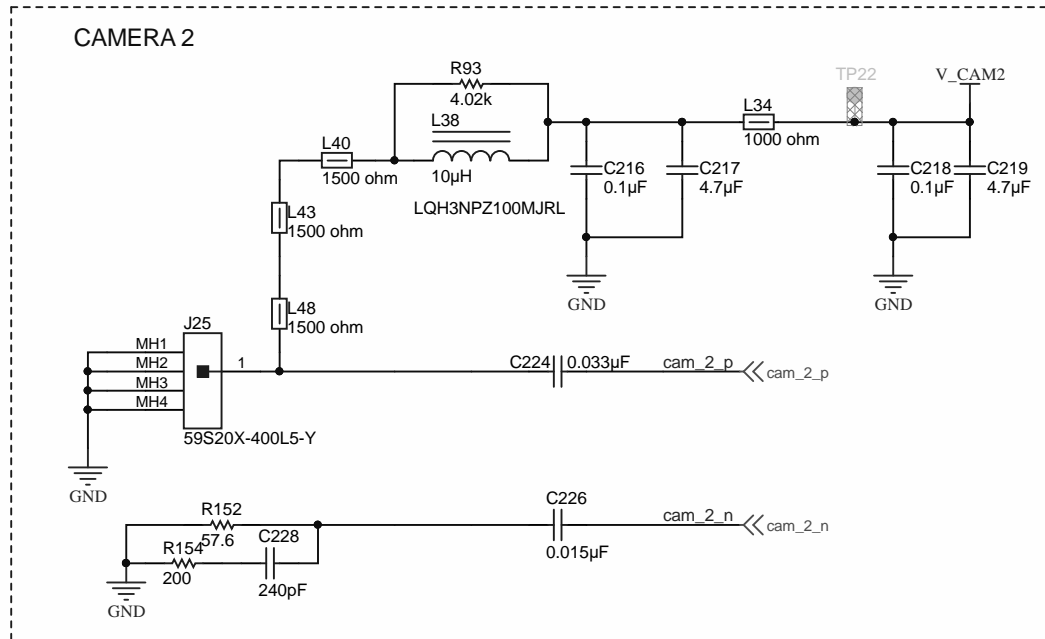 CAMERA 2
R93
4.02k
TP22
V_CAM2
L38
10µH
LQH3NPZ100MJRL
L34
1000 ohm
L40
1500 ohm
C216
0.1µF
C217
4.7µF
C218
0.1µF
C219
4.7µF
L43
1500 ohm
GND
GND
L48
1500 ohm
J25
MH1
MH2
MH3
MH4
1
59S20X-400L5-Y
GND
C224
0.033µF
cam_2_p
cam_2_p
R152
57.6
R154
200
C228
240pF
GND
C226
0.015µF
cam_2_n
cam_2_n